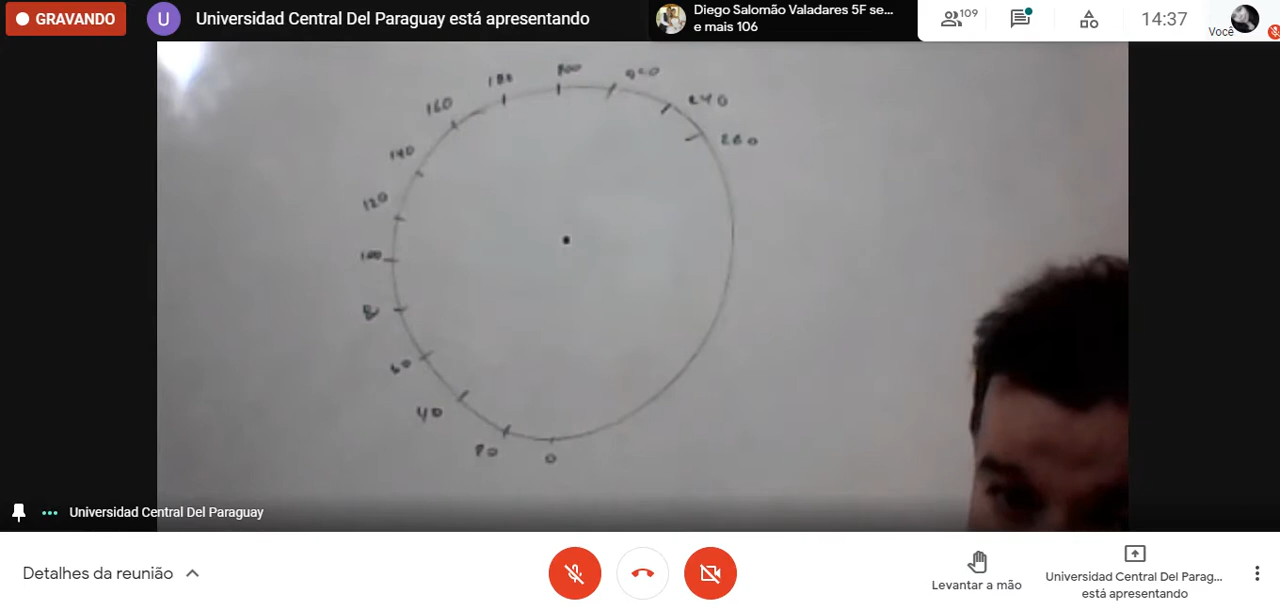 GRAVANDO
U
Universidad Central Del Paraguay está apresentando
Diego Salomão Valadares 5F se...
e mais 106
109
14:37
Você
0
20
40
60
80
100
120
140
160
180
200
220
240
260
Universidad Central Del Paraguay
Detalhes da reunião
Levantar a mão
Universidad Central Del Parag...
está apresentando